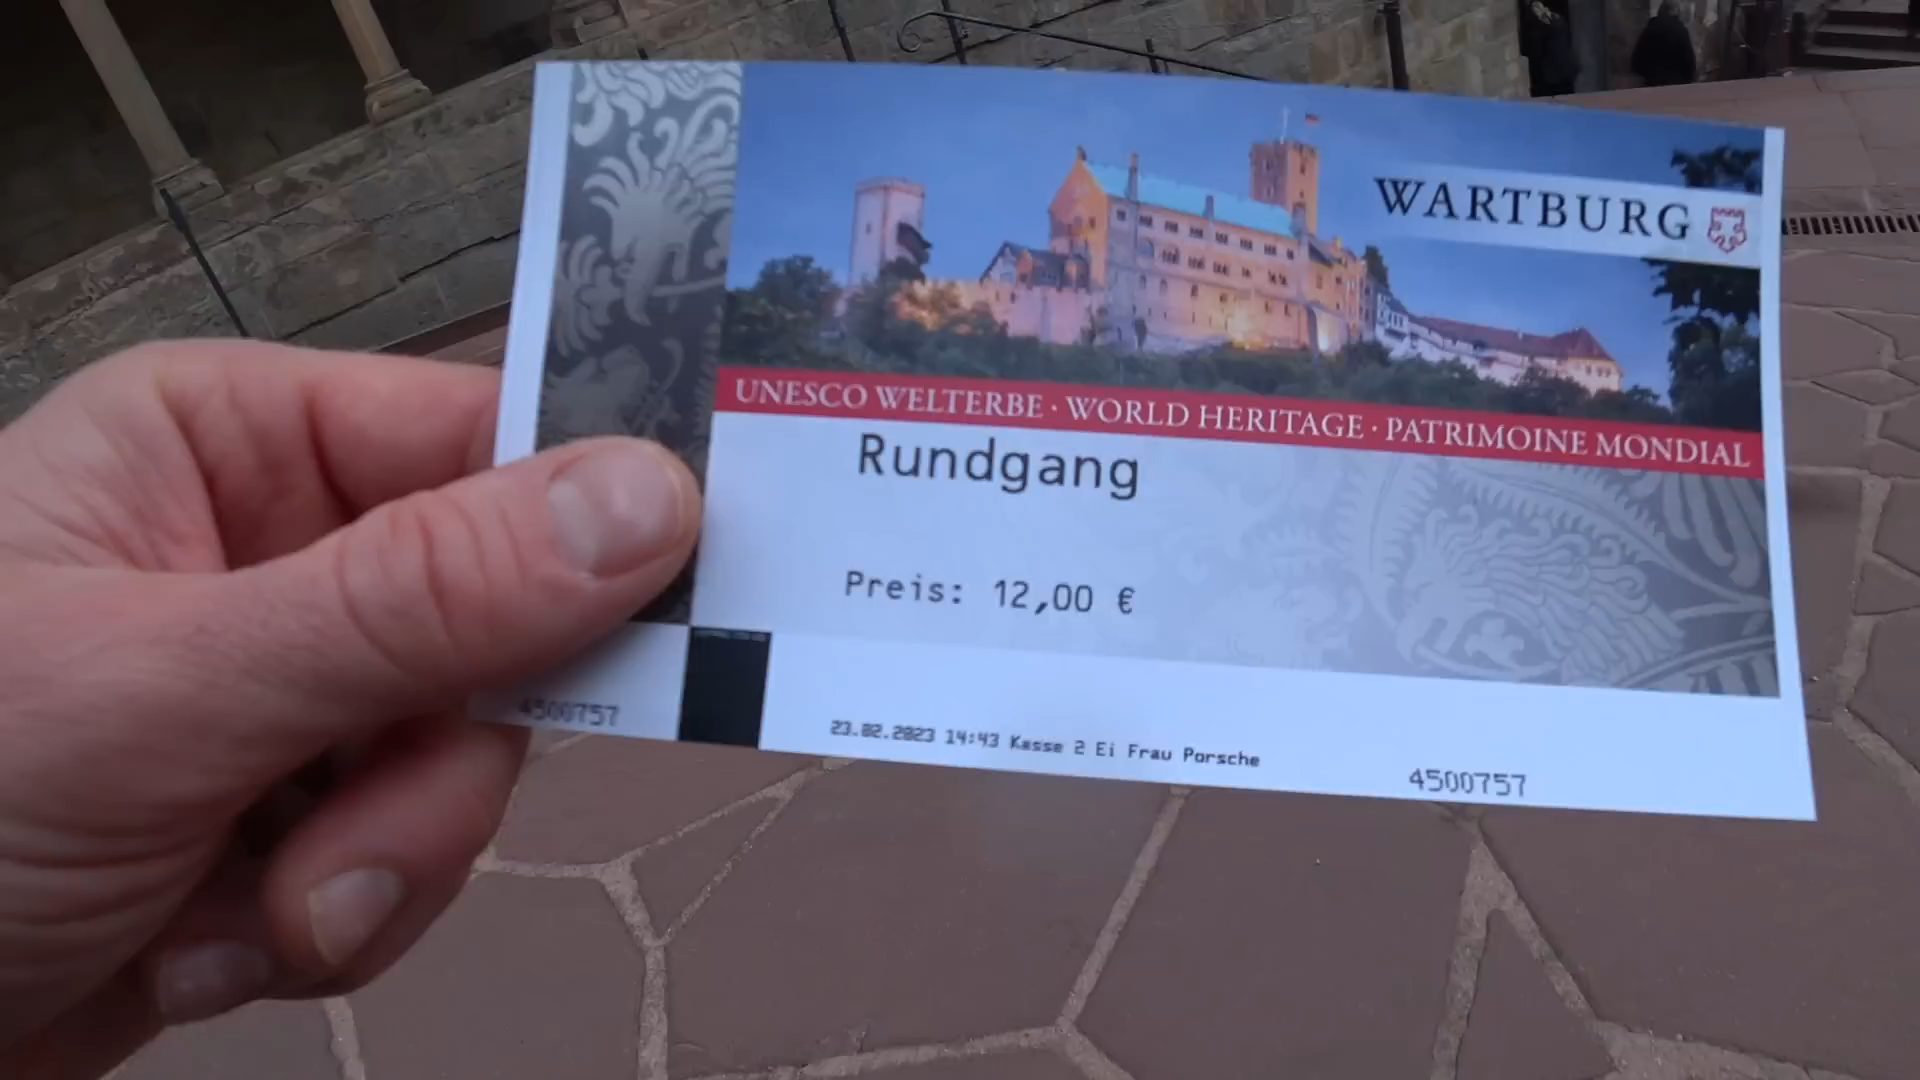 WARTBURG
UNESCO WELTERBE · WORLD HERITAGE · PATRIMOINE MONDIAL
Rundgang
Preis: 12,00 €
4500757
23.02.2023 14:43 Kasse 2 Ei Frau Porsche
4500757